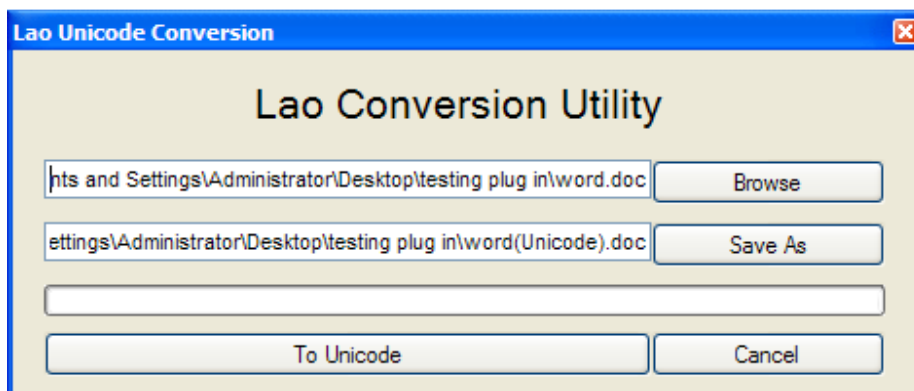 Lao Unicode Conversion
Lao Conversion Utility
nts and Settings\Administrator\Desktop\testing plug in\word.doc Browse
ettings\Administrator\Desktop\testing plug in\word(Unicode).doc Save As
To Unicode Cancel